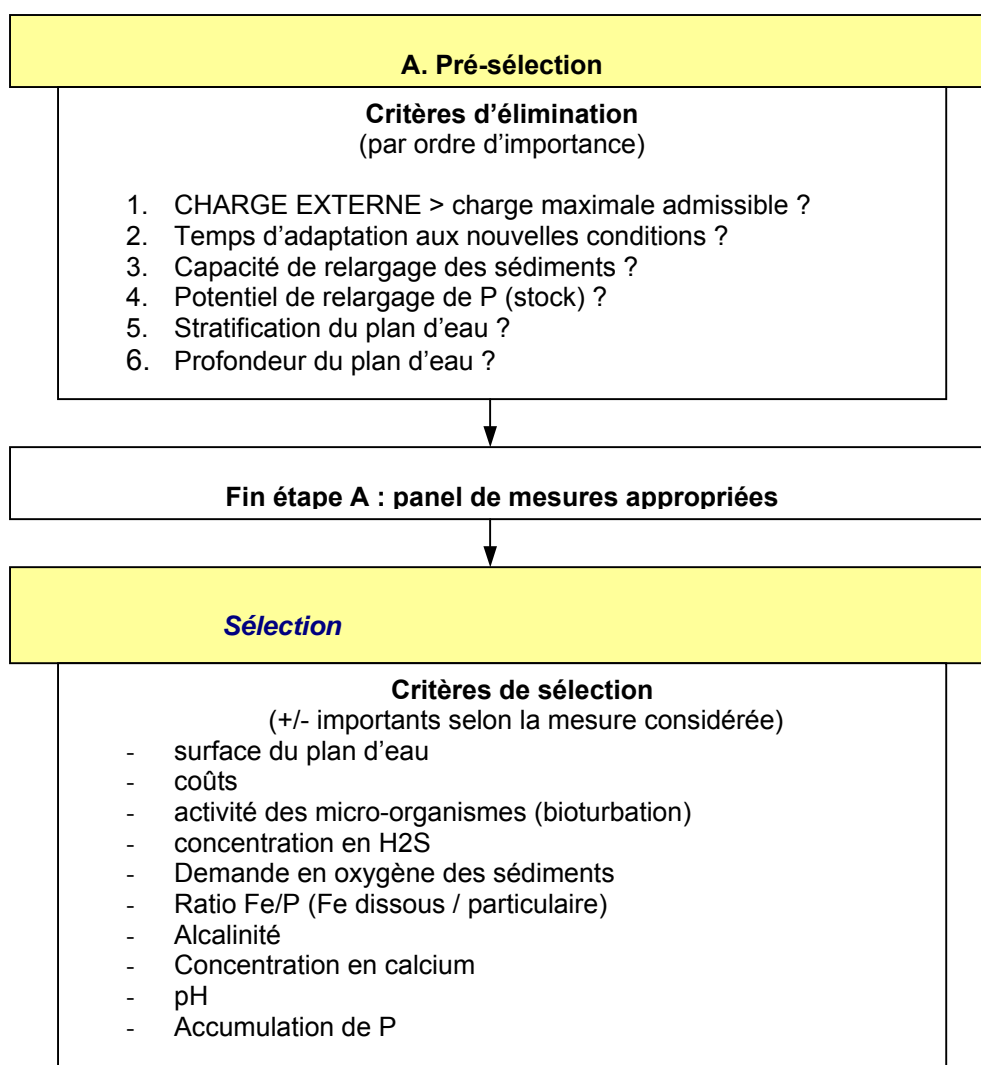 A. Pré-sélection
Critères d’élimination
(par ordre d’importance)
1. CHARGE EXTERNE > charge maximale admissible ?
2. Temps d’adaptation aux nouvelles conditions ?
3. Capacité de relargage des sédiments ?
4. Potentiel de relargage de P (stock) ?
5. Stratification du plan d’eau ?
6. Profondeur du plan d’eau ?
Fin étape A : panel de mesures appropriées
Sélection
Critères de sélection
(+/- importants selon la mesure considérée)
- surface du plan d’eau
- coûts
- activité des micro-organismes (bioturbation)
- concentration en H2S
- Demande en oxygène des sédiments
- Ratio Fe/P (Fe dissous / particulaire)
- Alcalinité
- Concentration en calcium
- pH
- Accumulation de P